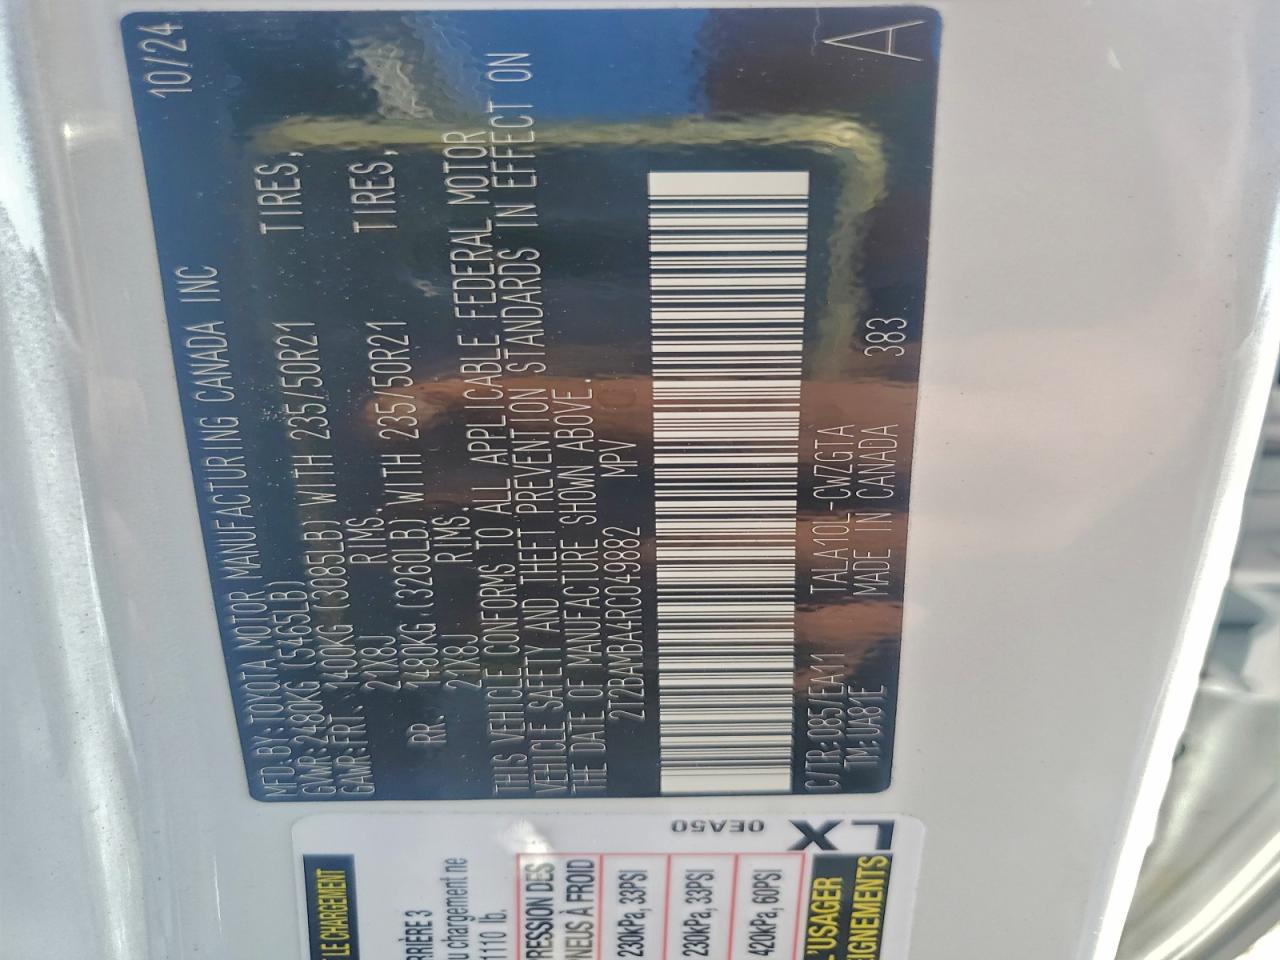 MFD.BY:TOYOTA MOTOR MANUFACTURING CANADA INC 10/24
GVWR:2480KG(5465LB)
GAWR:FRT. 1400KG(3085LB)WITH 235/50R21 TIRES,
21X8J RIMS.
RR. 1480KG(3260LB)WITH 235/50R21 TIRES,
21X8J RIMS.
THIS VEHICLE CONFORMS TO ALL APPLICABLE FEDERAL MOTOR
VEHICLE SAFETY AND THEFT PREVENTION STANDARDS IN EFFECT ON
THE DATE OF MANUFACTURE SHOWN ABOVE.
2T2BAMBA4RC049882 MPV
C/TR:085/EA11 TALA10L-CWZGTA
TM:UA81E MADE IN CANADA 383 A
T LE CHARGEMENT
RRIÈRE 3
u chargement ne
1110 lb.
RESSION DES
PNEUS À FROID
230kPa, 33PSI
230kPa, 33PSI
420kPa, 60PSI
L'USAGER
EIGNEMENTS
0EA50